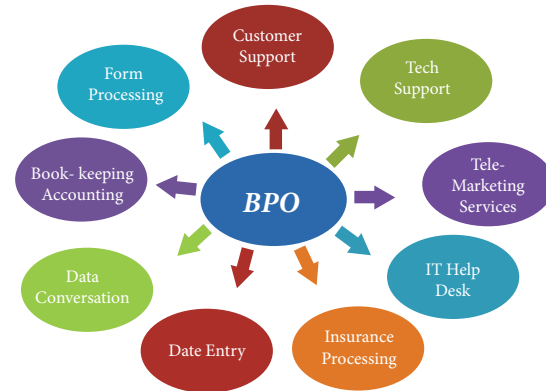 Customer
Support
Tech
Support
Tele-
Marketing
Services
IT Help
Desk
Insurance
Processing
Date Entry
Data
Conversation
Book- keeping
Accounting
Form
Processing
BPO